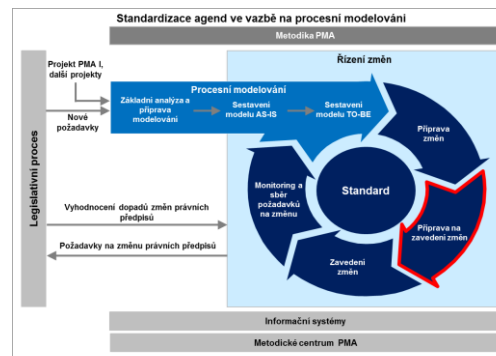 Standardizace agend ve vazbě na procesní modelování
Metodika PMA
Projekt PMA I,
další projekty
Nové
požadavky
Legislativní proces
Řízení změn
Procesní modelování
Základní analýza a
příprava
modelování
Sestavení
modelu AS-IS
Sestavení
modelu TO-BE
Příprava
změn
Příprava na
zavedení změn
Zavedení
změn
Monitoring a
sběr
požadavků
na změnu
Standard
Vyhodnocení dopadů změn právních
předpisů
Požadavky na změnu právních předpisů
Informační systémy
Metodické centrum PMA